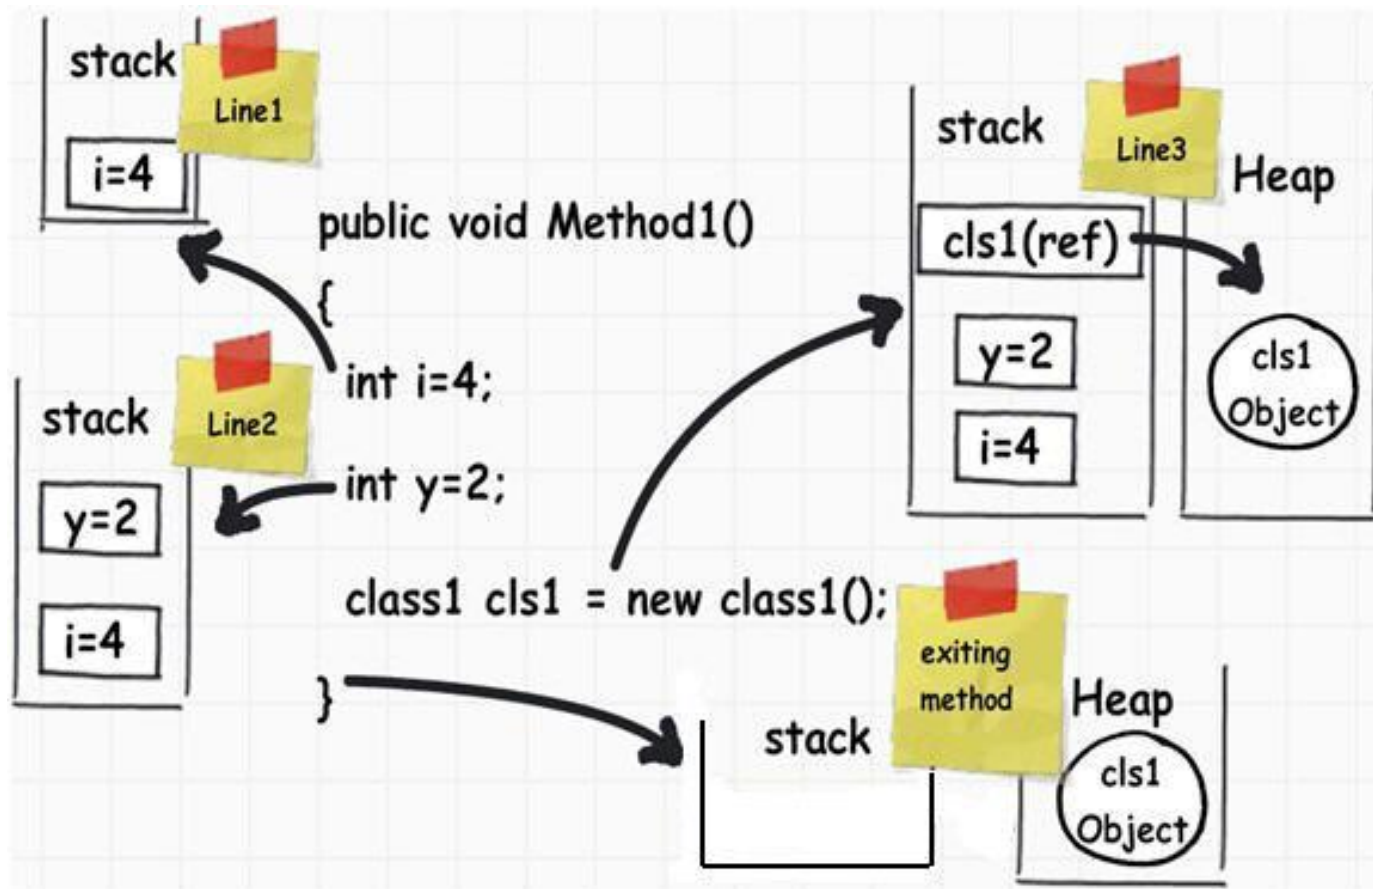 stack
Line1
i=4
public void Method1()
{
int i=4;
stack
Line2
int y=2;
y=2
i=4
class1 cls1 = new class1();
}
stack
Line3
Heap
cls1(ref)
y=2
i=4
cls1
Object
exiting
method
stack
Heap
cls1
Object